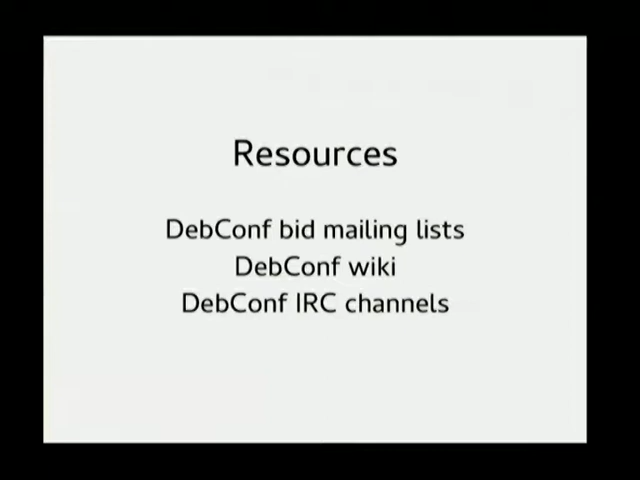 Resources
DebConf bid mailing lists
DebConf wiki
DebConf IRC channels